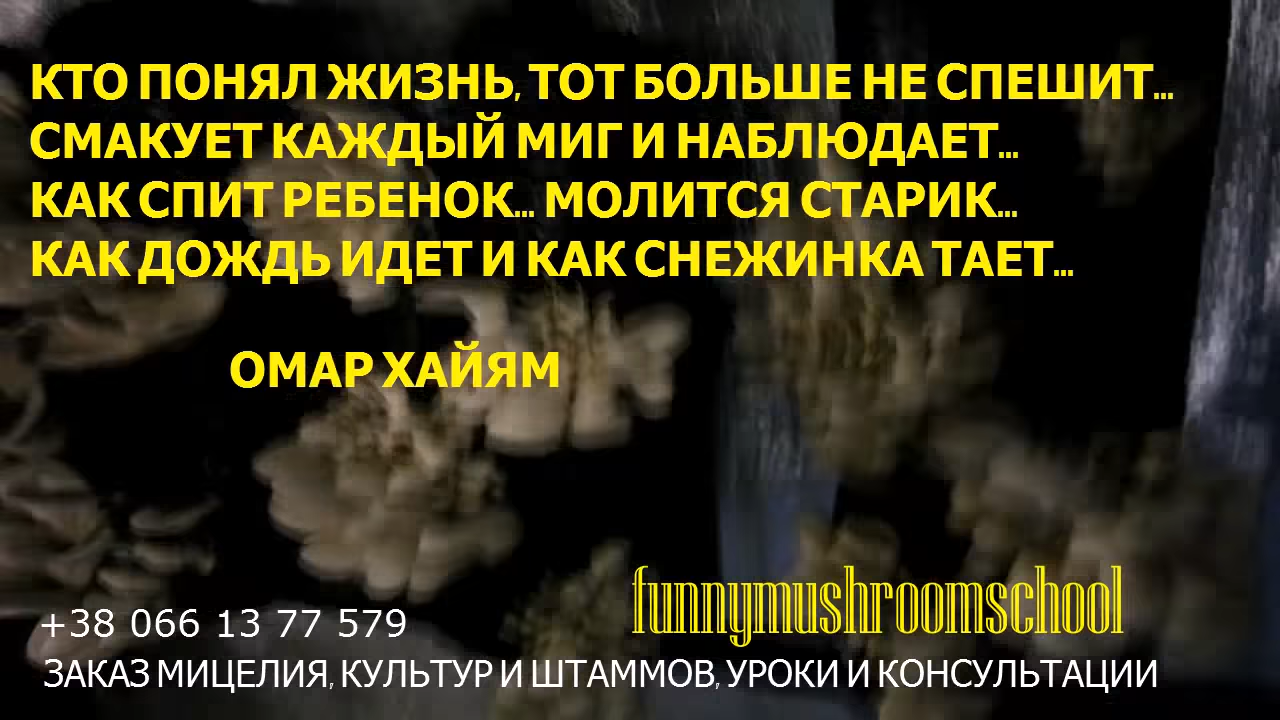 КТО ПОНЯЛ ЖИЗНЬ, ТОТ БОЛЬШЕ НЕ СПЕШИТ...
СМАКУЕТ КАЖДЫЙ МИГ И НАБЛЮДАЕТ...
КАК СПИТ РЕБЕНОК... МОЛИТСЯ СТАРИК...
КАК ДОЖДЬ ИДЕТ И КАК СНЕЖИНКА ТАЕТ...
ОМАР ХАЙЯМ
funnymushroomschool
+38 066 13 77 579
ЗАКАЗ МИЦЕЛИЯ, КУЛЬТУР И ШТАММОВ, УРОКИ И КОНСУЛЬТАЦИИ